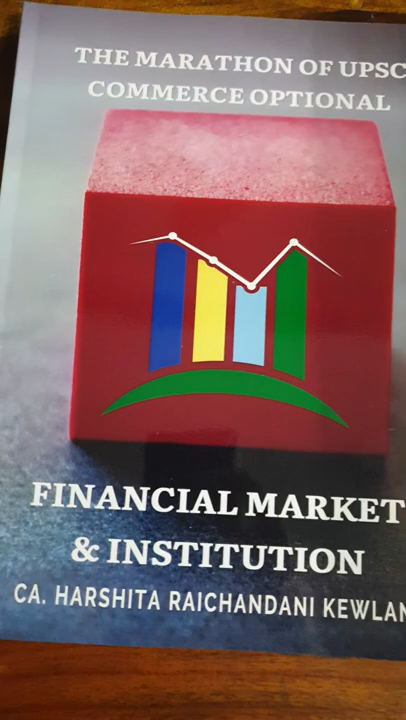 THE MARATHON OF UPSC
COMMERCE OPTIONAL
FINANCIAL MARKET
& INSTITUTION
CA. HARSHITA RAICHANDANI KEWLAN